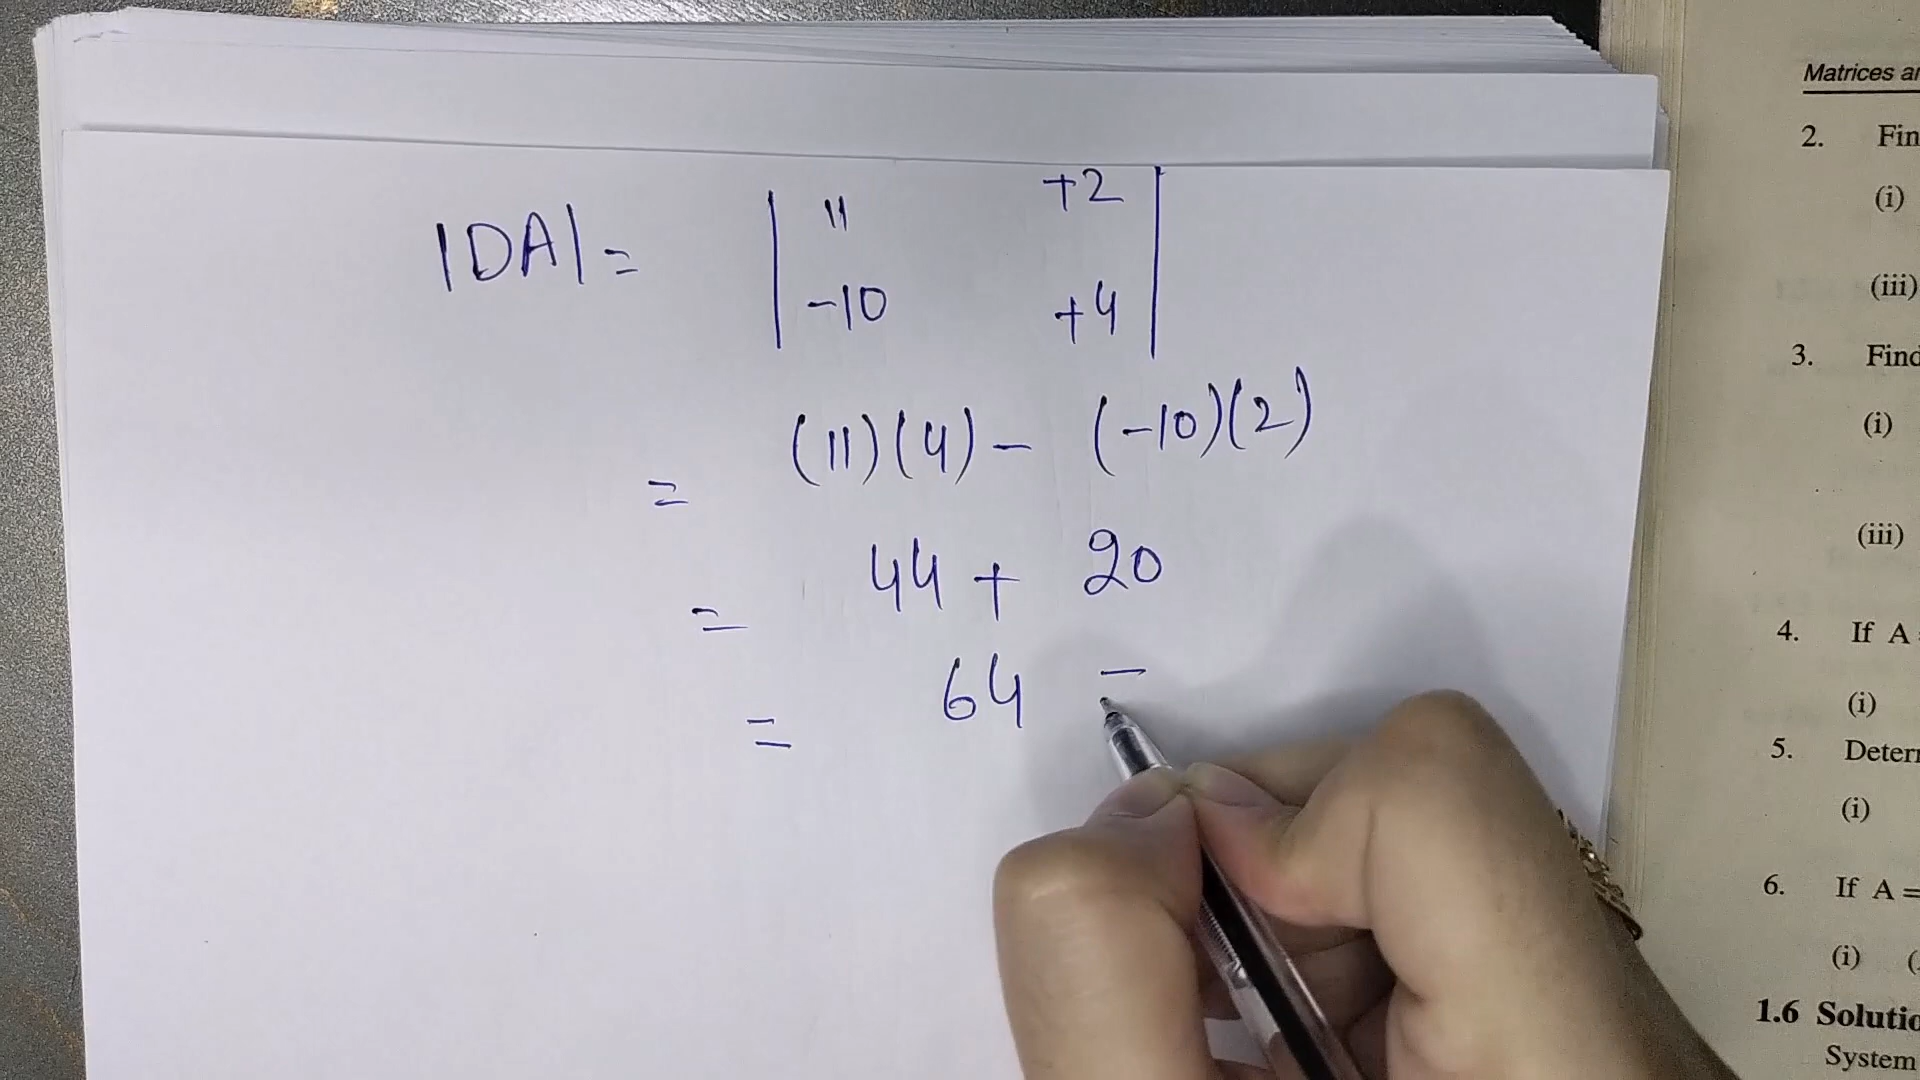 |DA| = | 11 +2 |
| -10 +4 |
= (11)(4) - (-10)(2)
= 44 + 20
= 64 =
Matrices
2. Fin
(i)
(iii)
3. Find
(i)
(iii)
4. If A =
(i)
5. Deter
(i)
6. If A =
(i) (
1.6 Solutio
System